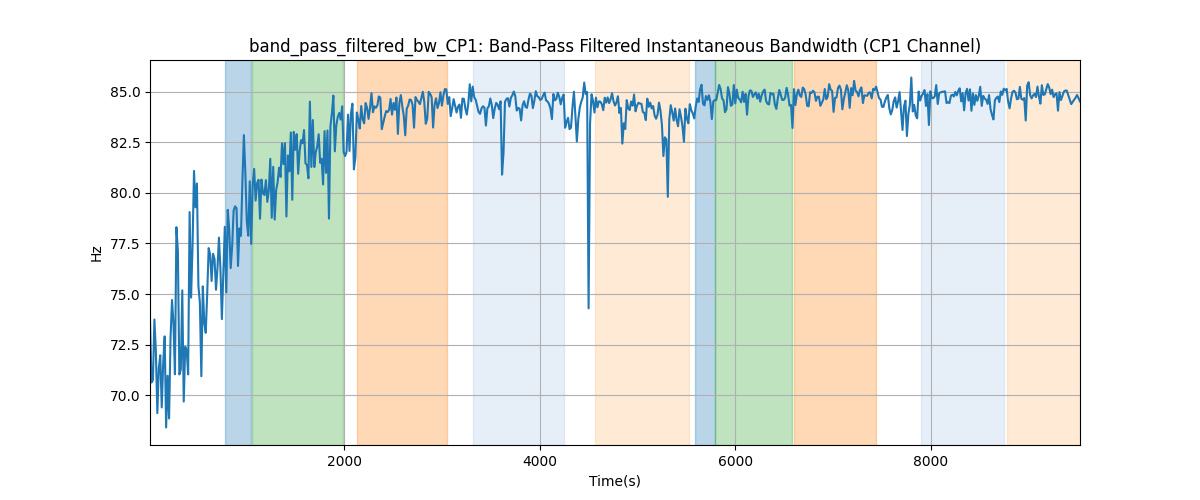 band_pass_filtered_bw_CP1: Band-Pass Filtered Instantaneous Bandwidth (CP1 Channel)
85.0
82.5
80.0
77.5
75.0
72.5
70.0
Hz
2000 4000 6000 8000
Time(s)